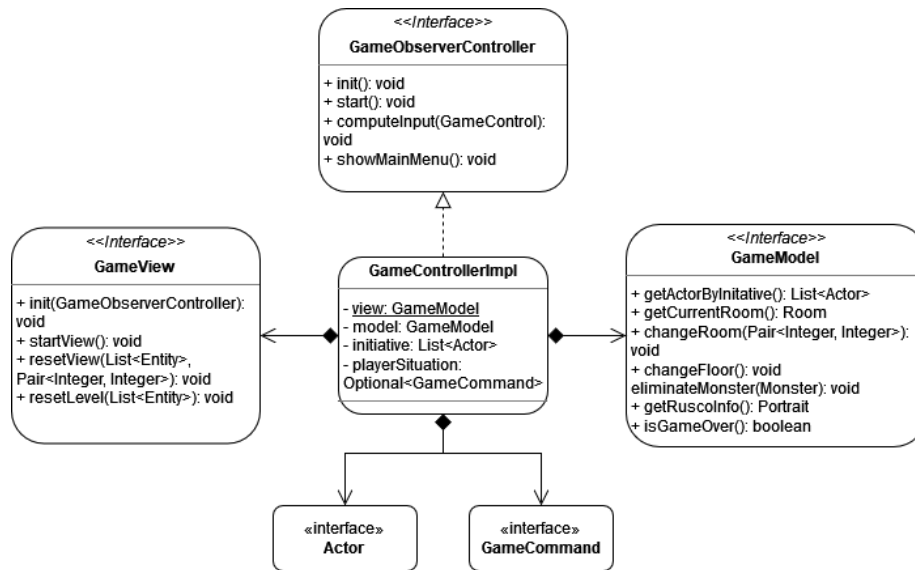 <<Interface>>
GameObserverController
+ init(): void
+ start(): void
+ computeInput(GameControl):
void
+ showMainMenu(): void
<<Interface>>
GameView
+ init(GameObserverController):
void
+ startView(): void
+ resetView(List<Entity>,
Pair<Integer, Integer>): void
+ resetLevel(List<Entity>): void
GameControllerImpl
- view: GameModel
- model: GameModel
- initiative: List<Actor>
- playerSituation:
Optional<GameCommand>
<<Interface>>
GameModel
+ getActorByInitative(): List<Actor>
+ getCurrentRoom(): Room
+ changeRoom(Pair<Integer, Integer>):
void
+ changeFloor(): void
eliminateMonster(Monster): void
+ getRuscoInfo(): Portrait
+ isGameOver(): boolean
«interface»
Actor
«interface»
GameCommand